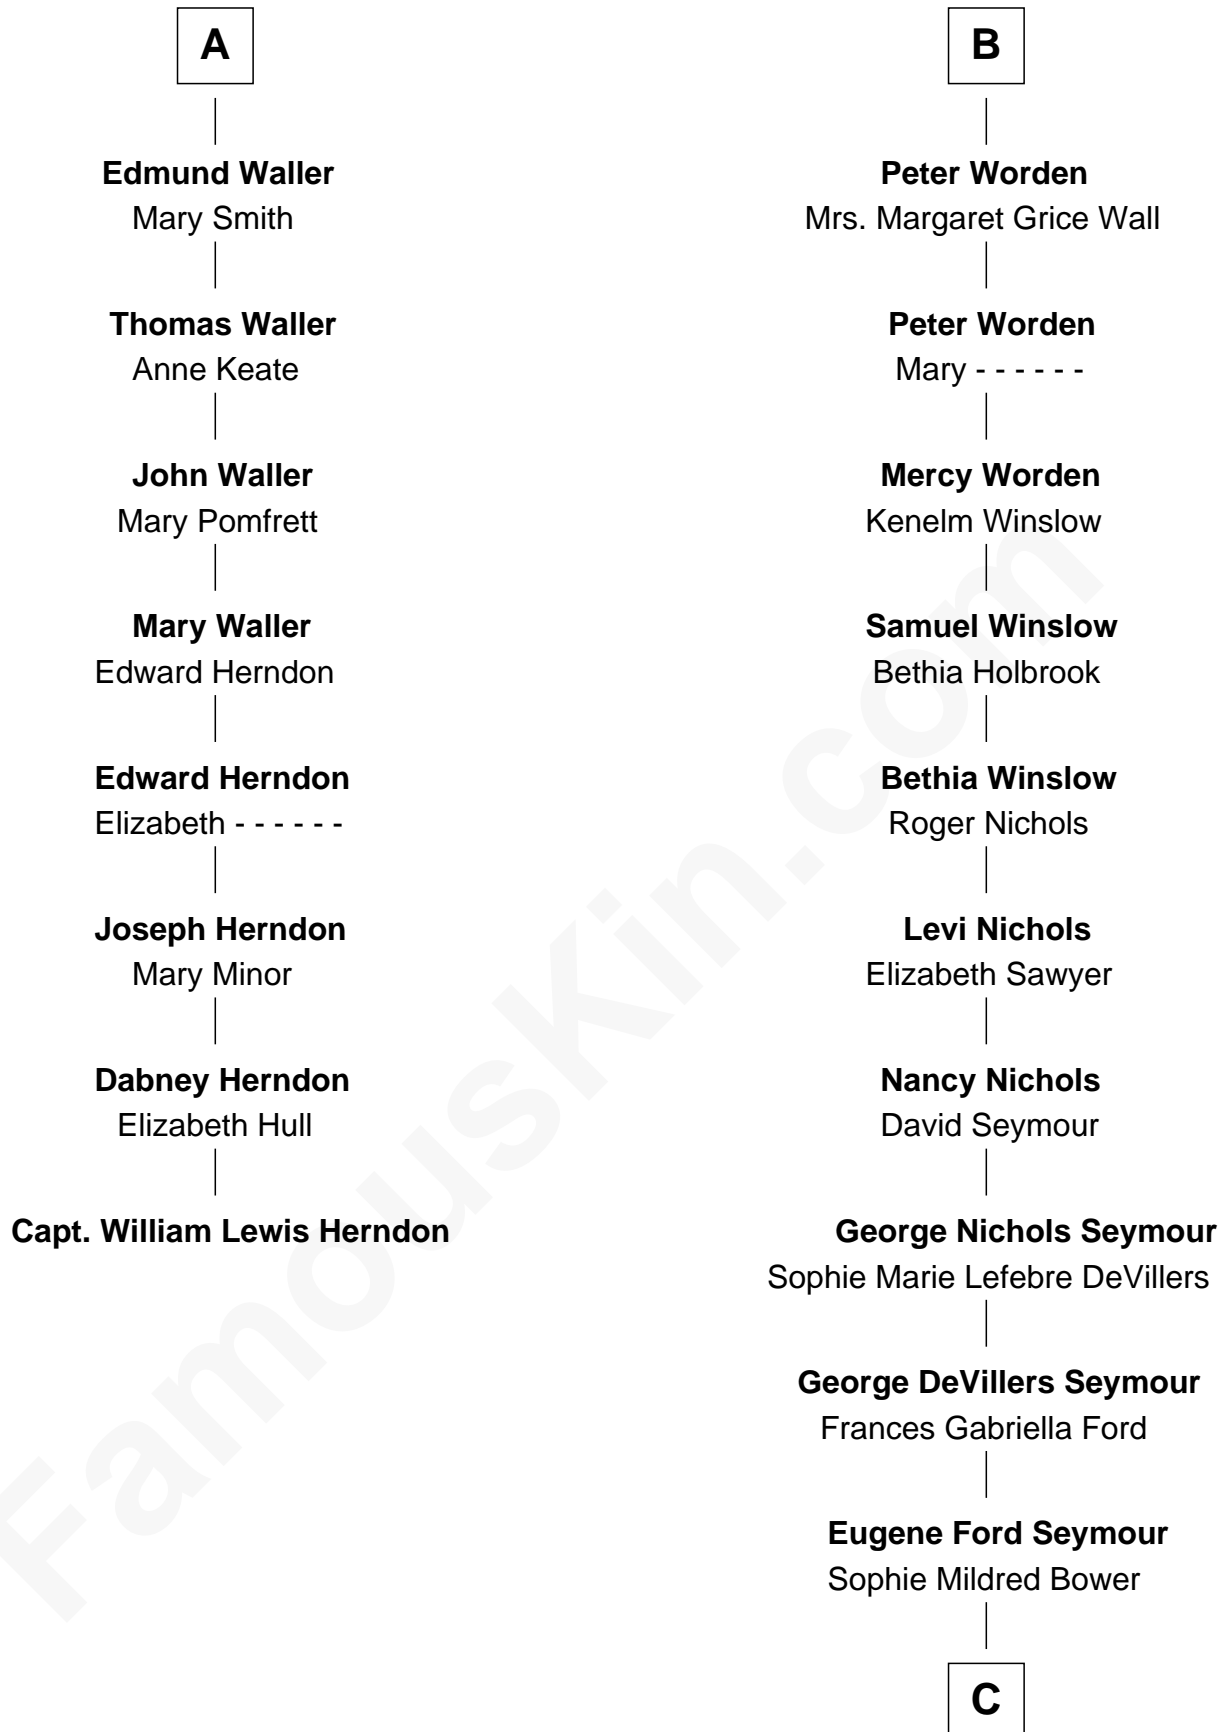 A
Edmund Waller
Mary Smith
Thomas Waller
Anne Keate
John Waller
Mary Pomfrett
Mary Waller
Edward Herndon
Edward Herndon
Elizabeth - - - - - -
Joseph Herndon
Mary Minor
Dabney Herndon
Elizabeth Hull
Capt. William Lewis Herndon
B
Peter Worden
Mrs. Margaret Grice Wall
Peter Worden
Mary - - - - - -
Mercy Worden
Kenelm Winslow
Samuel Winslow
Bethia Holbrook
Bethia Winslow
Roger Nichols
Levi Nichols
Elizabeth Sawyer
Nancy Nichols
David Seymour
George Nichols Seymour
Sophie Marie Lefebre DeVillers
George DeVillers Seymour
Frances Gabriella Ford
Eugene Ford Seymour
Sophie Mildred Bower
C
FamousKin.com